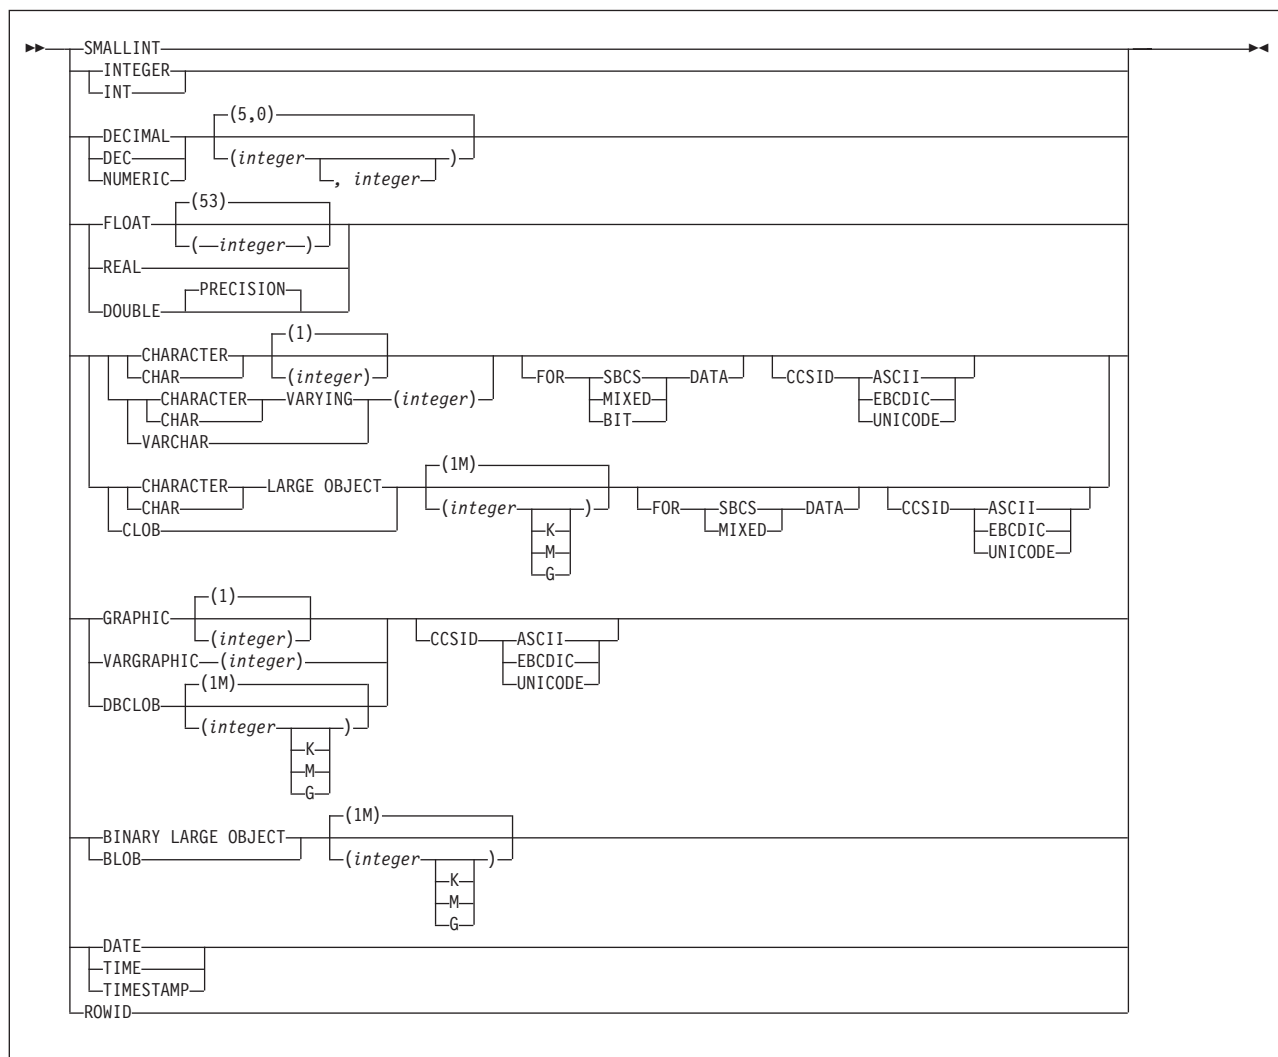 SMALLINT
INTEGER
INT
(5,0)
DECIMAL
DEC (integer )
NUMERIC , integer
(53)
FLOAT
( integer )
REAL
PRECISION
DOUBLE
(1)
CHARACTER
CHAR (integer) FOR SBCS DATA CCSID ASCII
CHARACTER VARYING (integer) MIXED EBCDIC
CHAR BIT UNICODE
VARCHAR
(1M)
CHARACTER LARGE OBJECT
CHAR (integer ) FOR SBCS DATA CCSID ASCII
CLOB K MIXED EBCDIC
M UNICODE
G
(1)
GRAPHIC
(integer) CCSID ASCII
VARGRAPHIC (integer) EBCDIC
(1M) UNICODE
DBCLOB
(integer )
K
M
G
(1M)
BINARY LARGE OBJECT
BLOB (integer )
K
M
G
DATE
TIME
TIMESTAMP
ROWID